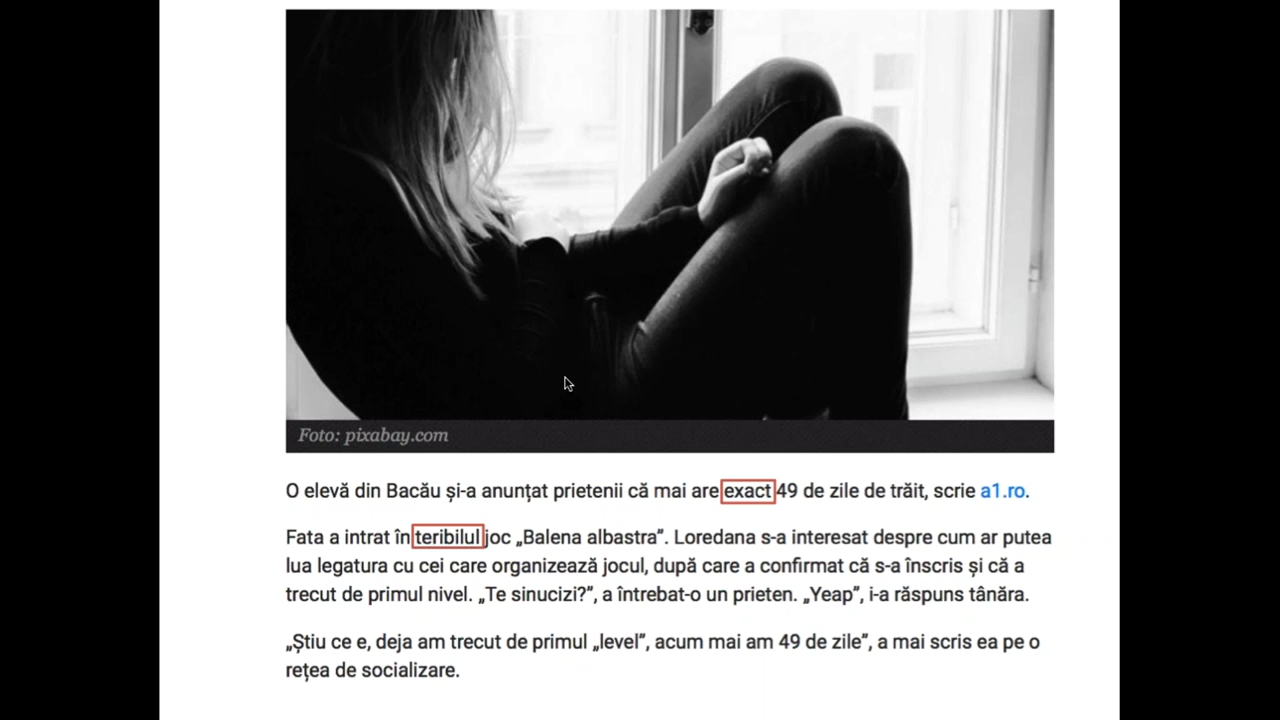 Foto: pixabay.com
O elevă din Bacău și-a anunțat prietenii că mai are exact 49 de zile de trăit, scrie a1.ro.
Fata a intrat în teribilul joc „Balena albastra”. Loredana s-a interesat despre cum ar putea
lua legatura cu cei care organizează jocul, după care a confirmat că s-a înscris și că a
trecut de primul nivel. „Te sinucizi?”, a întrebat-o un prieten. „Yeap”, i-a răspuns tânăra.
„Știu ce e, deja am trecut de primul „level”, acum mai am 49 de zile”, a mai scris ea pe o
rețea de socializare.